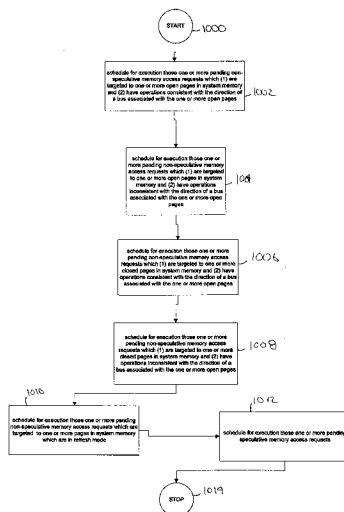 START
1000
schedule for execution those one or more pending non-
speculative memory access requests which (1) are
targeted to one or more open pages in system memory
and (2) have operations consistent with the direction of
a bus associated with the one or more open pages
1002
schedule for execution those one or more
pending non-speculative memory access
requests which (1) are targeted
to one or more open pages in system
memory and (2) have operations
inconsistent with the direction of a bus
associated with the one or more open
pages
1004
schedule for execution those one or more
pending non-speculative memory access
requests which (1) are targeted to one or more
closed pages in system memory and (2) have
operations consistent with the direction of a
bus associated with the one or more open pages
1006
schedule for execution those one or more
pending non-speculative memory access
requests which (1) are targeted to one or more
closed pages in system memory and (2) have
operations inconsistent with the direction of a
bus associated with the one or more open pages
1008
1010
schedule for execution those one or more pending
non-speculative memory access requests which are
targeted to one or more pages in system memory
which are in refresh mode
1012
schedule for execution those one or more pending
speculative memory access requests
STOP
1014